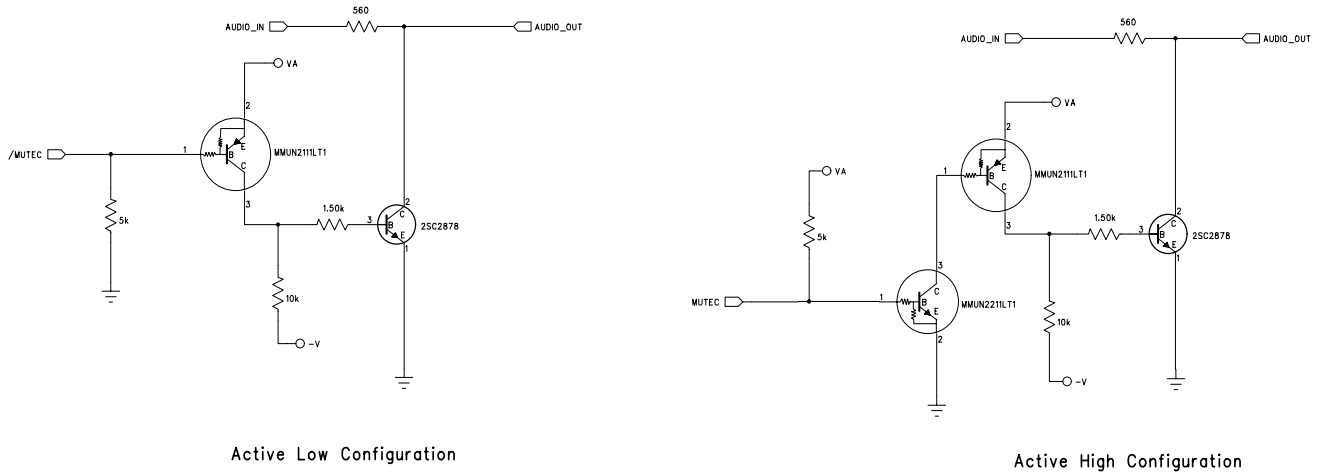 560
AUDIO_IN
AUDIO_OUT
VA
2
/MUTEC
1
E
B
C
MMUN2111LT1
3
5k
1.50k
3
2
C
B
E
1
2SC2878
10k
-V
Active Low Configuration
560
AUDIO_IN
AUDIO_OUT
VA
2
VA
1
E
B
C
MMUN2111LT1
3
5k
1.50k
3
2
C
B
E
1
2SC2878
3
MUTEC
1
C
B
E
MMUN2211LT1
2
10k
-V
Active High Configuration